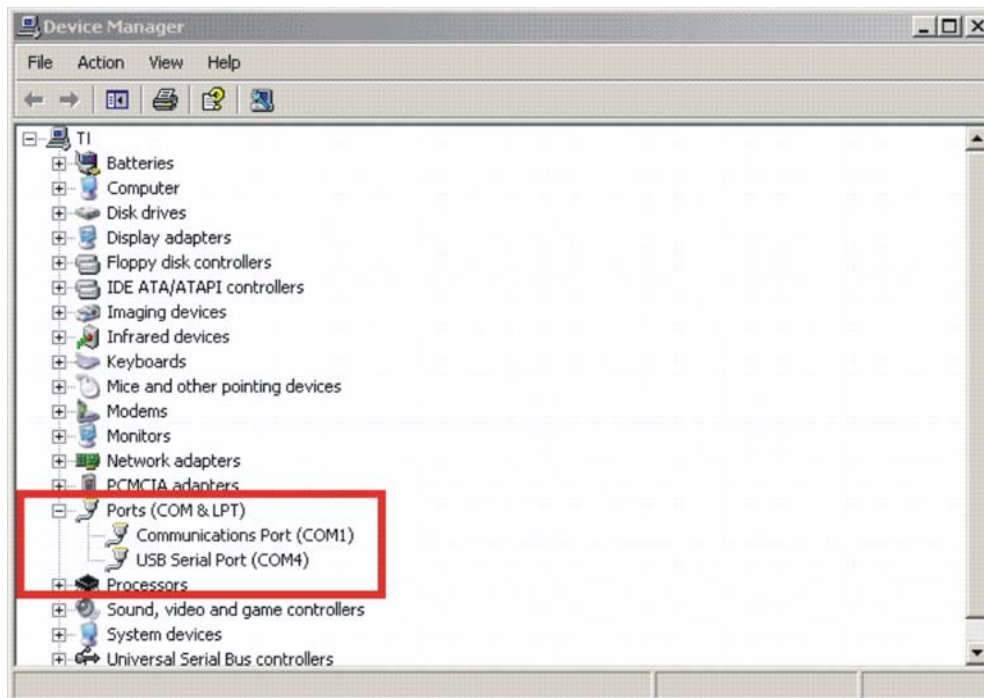 Device Manager
File Action View Help
TI
Batteries
Computer
Disk drives
Display adapters
Floppy disk controllers
IDE ATA/ATAPI controllers
Imaging devices
Infrared devices
Keyboards
Mice and other pointing devices
Modems
Monitors
Network adapters
PCMCIA adapters
Ports (COM & LPT)
Communications Port (COM1)
USB Serial Port (COM4)
Processors
Sound, video and game controllers
System devices
Universal Serial Bus controllers